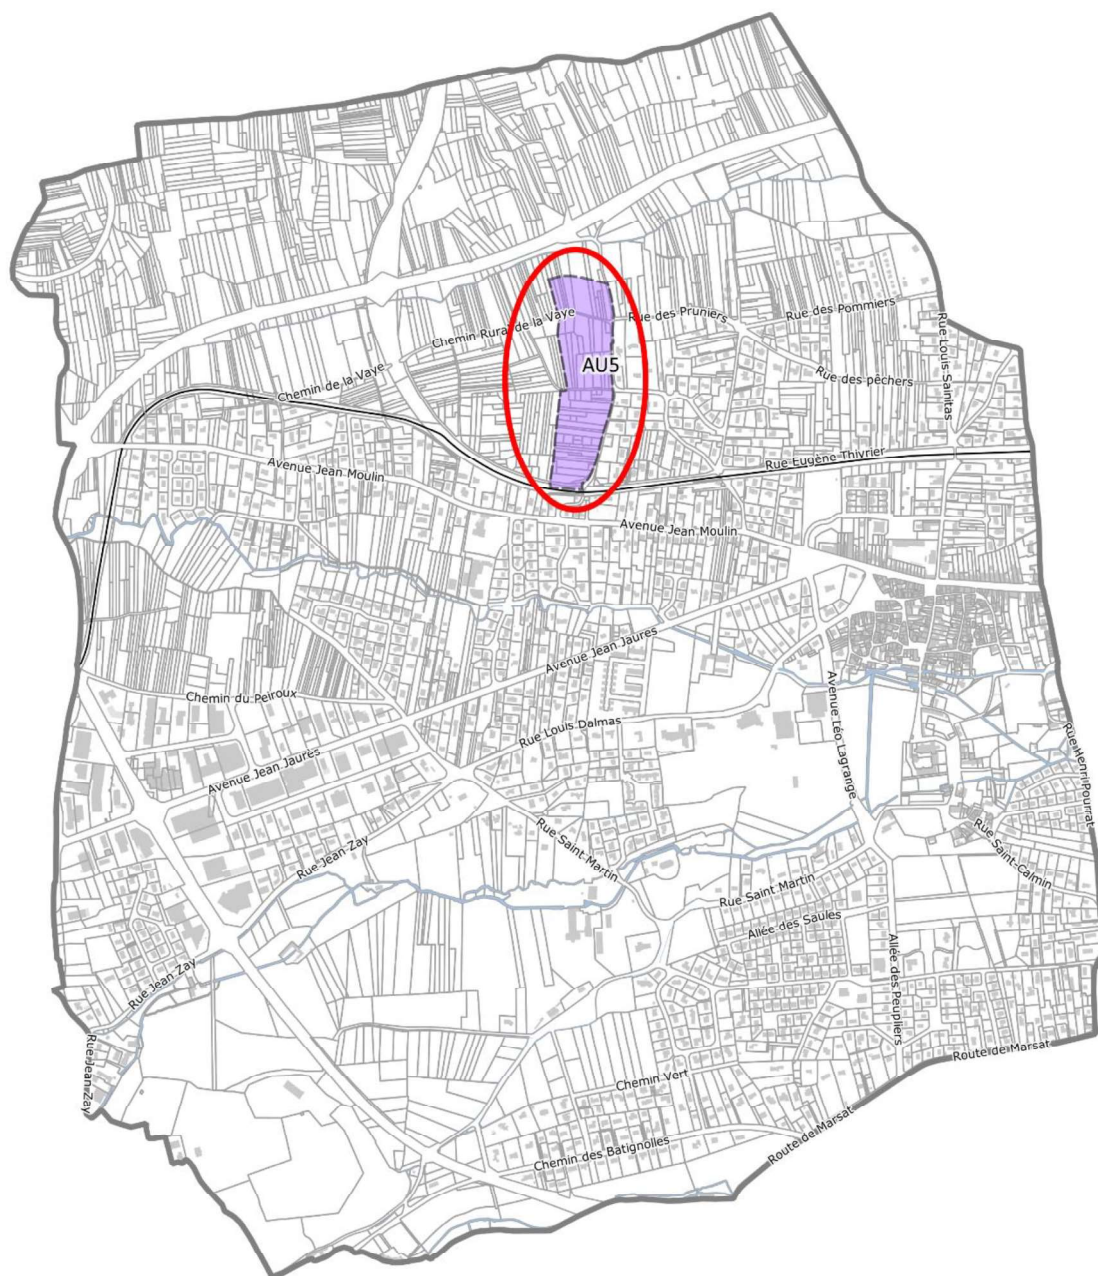 Chemin Rural de la Vaye
Rue des Pruniers
Rue des Pommiers
Rue Louis Sainitas
AU5
Chemin de la Vaye
Rue des pêchers
Rue Eugène Thivrier
Avenue Jean Moulin
Avenue Jean Moulin
Avenue Jean Jaurès
Chemin du Peiroux
Avenue Léo Lagrange
Rue Louis Dalmas
Rue Henri Pourrat
Avenue Jean Jaurès
Rue Saint-Martin
Rue Jean-Zay
Rue Saint-Calmin
Rue Saint Martin
Allée des Saules
Allée des Peupliers
Rue Jean-Zay
Rue Jean Zay
Route de Marsat
Chemin Vert
Route de Marsat
Chemin des Batignolles